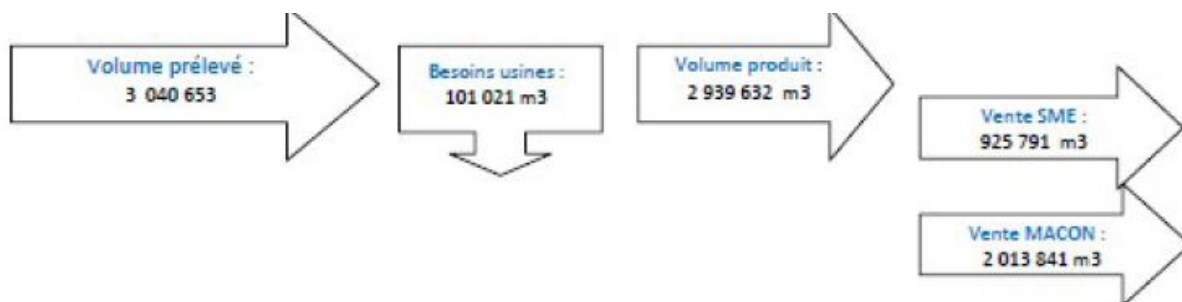 Volume prélevé :
3 040 653
Besoins usines :
101 021 m3
Volume produit :
2 939 632 m3
Vente SME :
925 791 m3
Vente MACON :
2 013 841 m3